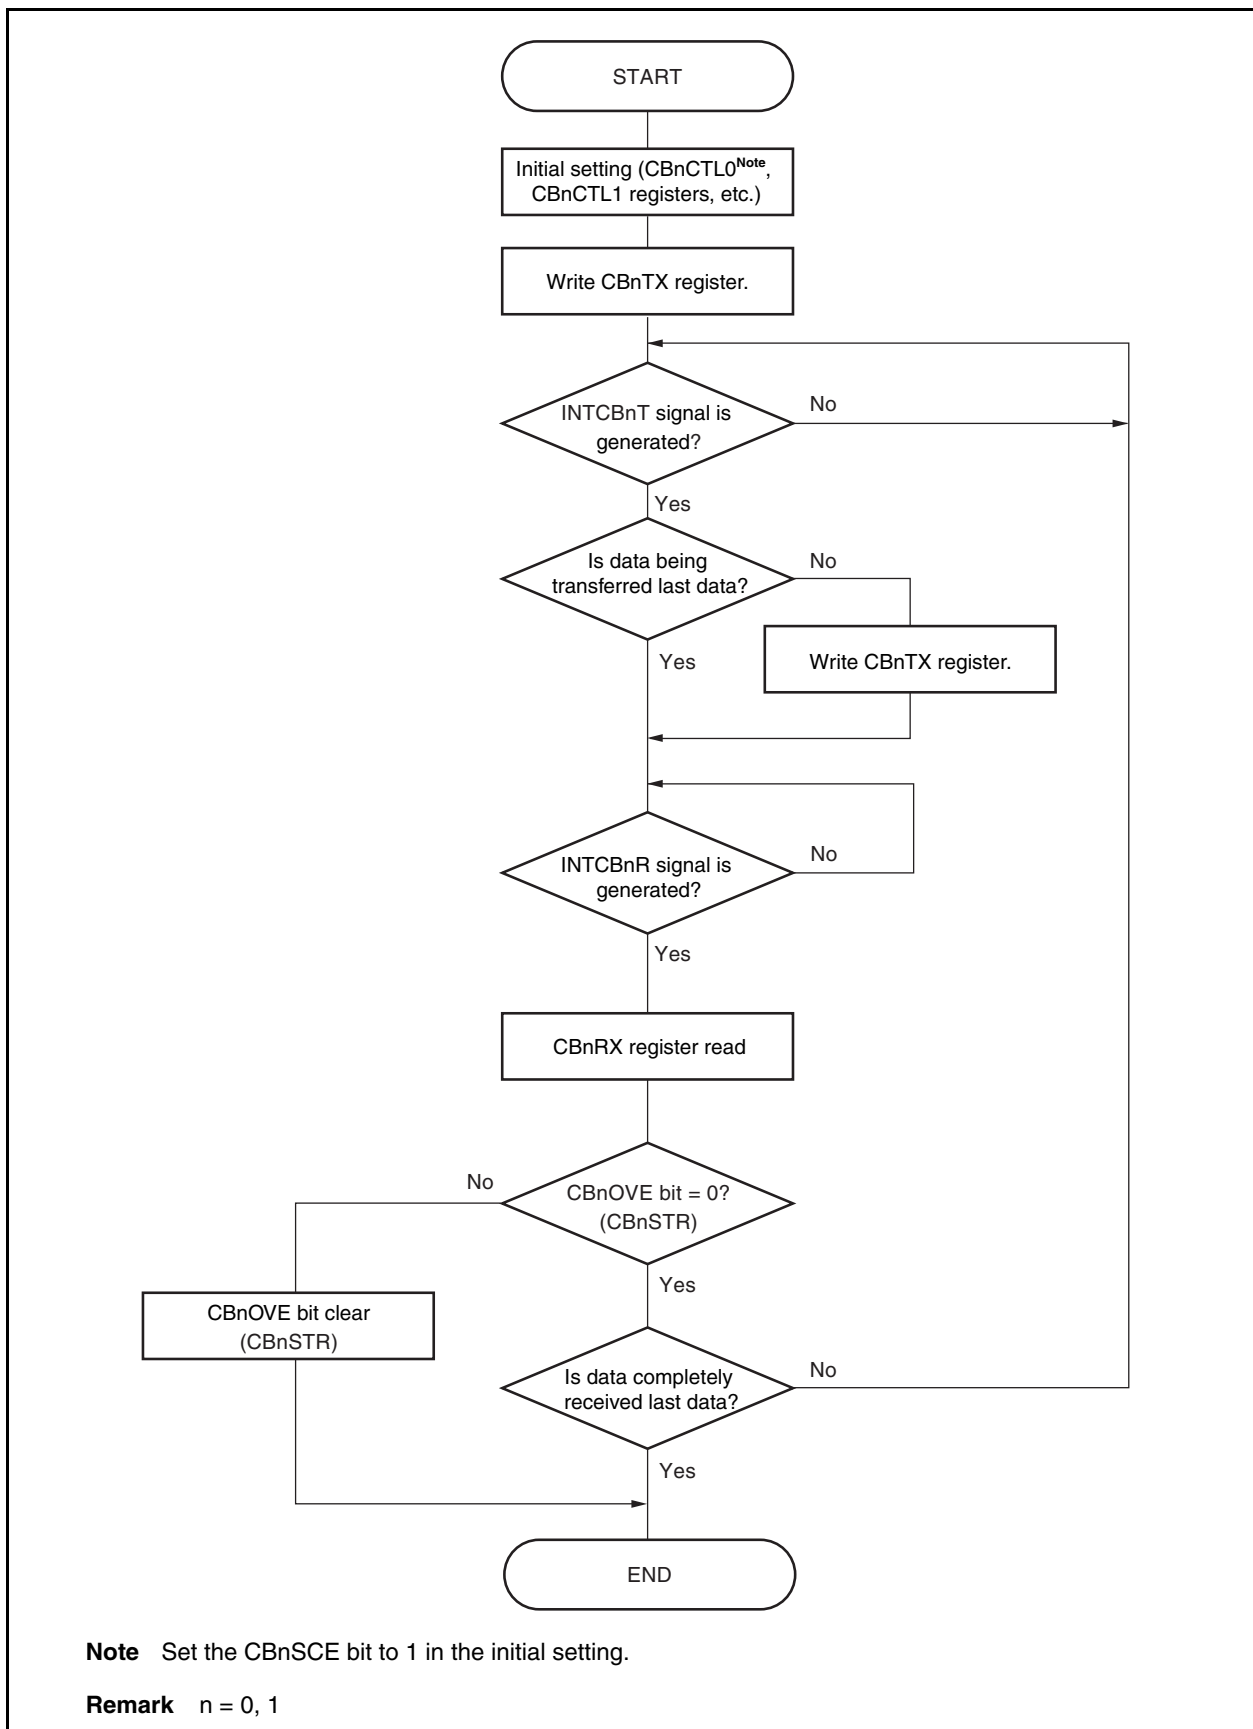 START
Initial setting (CBnCTL0Note,
CBnCTL1 registers, etc.)
Write CBnTX register.
INTCBnT signal is
generated?
No
Yes
Is data being
transferred last data?
No
Write CBnTX register.
Yes
INTCBnR signal is
generated?
No
Yes
CBnRX register read
No
CBnOVE bit = 0?
(CBnSTR)
Yes
CBnOVE bit clear
(CBnSTR)
Is data completely
received last data?
No
Yes
END
Note Set the CBnSCE bit to 1 in the initial setting.
Remark n = 0, 1